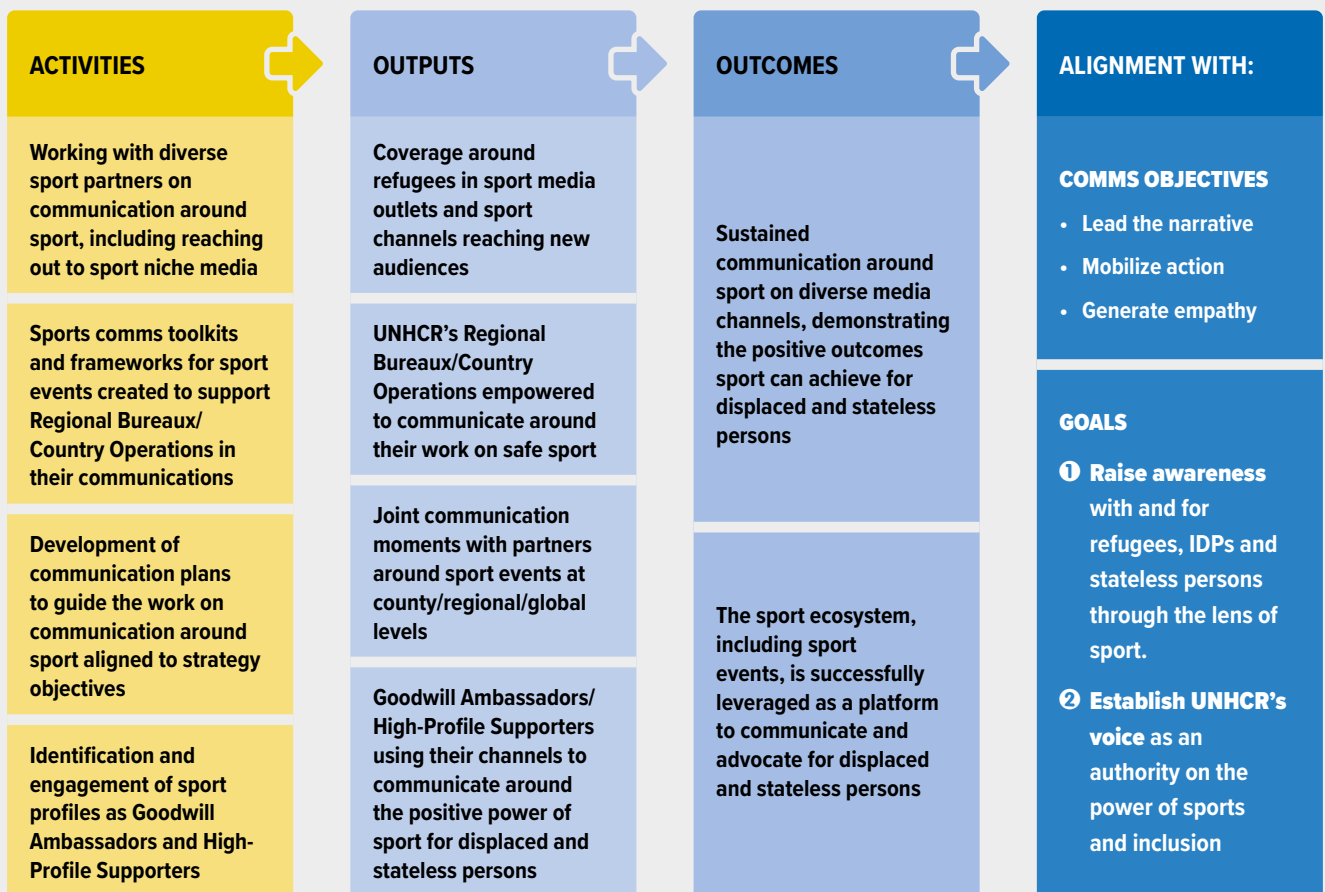 ACTIVITIES
Working with diverse
sport partners on
communication around
sport, including reaching
out to sport niche media
Sports comms toolkits
and frameworks for sport
events created to support
Regional Bureaux/
Country Operations in
their communications
Development of
communication plans
to guide the work on
communication around
sport aligned to strategy
objectives
Identification and
engagement of sport
profiles as Goodwill
Ambassadors and High-
Profile Supporters
OUTPUTS
Coverage around
refugees in sport media
outlets and sport
channels reaching new
audiences
UNHCR's Regional
Bureaux/Country
Operations empowered
to communicate around
their work on safe sport
Joint communication
moments with partners
around sport events at
county/regional/global
levels
Goodwill Ambassadors/
High-Profile Supporters
using their channels to
communicate around
the positive power of
sport for displaced and
stateless persons
OUTCOMES
Sustained
communication around
sport on diverse media
channels, demonstrating
the positive outcomes
sport can achieve for
displaced and stateless
persons
The sport ecosystem,
including sport
events, is successfully
leveraged as a platform
to communicate and
advocate for displaced
and stateless persons
ALIGNMENT WITH:
COMMS OBJECTIVES
• Lead the narrative
• Mobilize action
• Generate empathy
GOALS
❶ Raise awareness
with and for
refugees, IDPs and
stateless persons
through the lens of
sport.
❷ Establish UNHCR's
voice as an
authority on the
power of sports
and inclusion